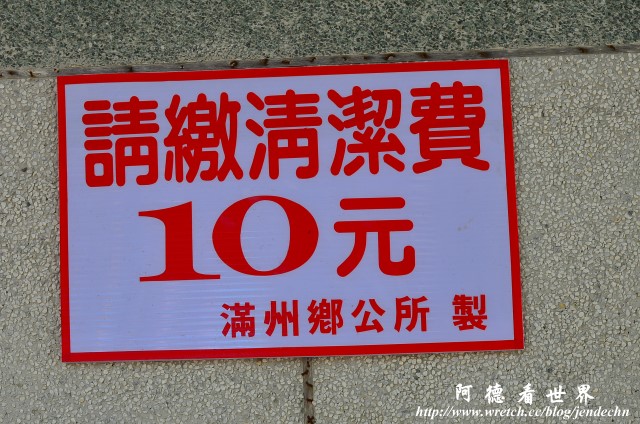 請繳清潔費
10元
滿州鄉公所 製
阿德看世界
http://www.wretch.cc/blog/jendechn